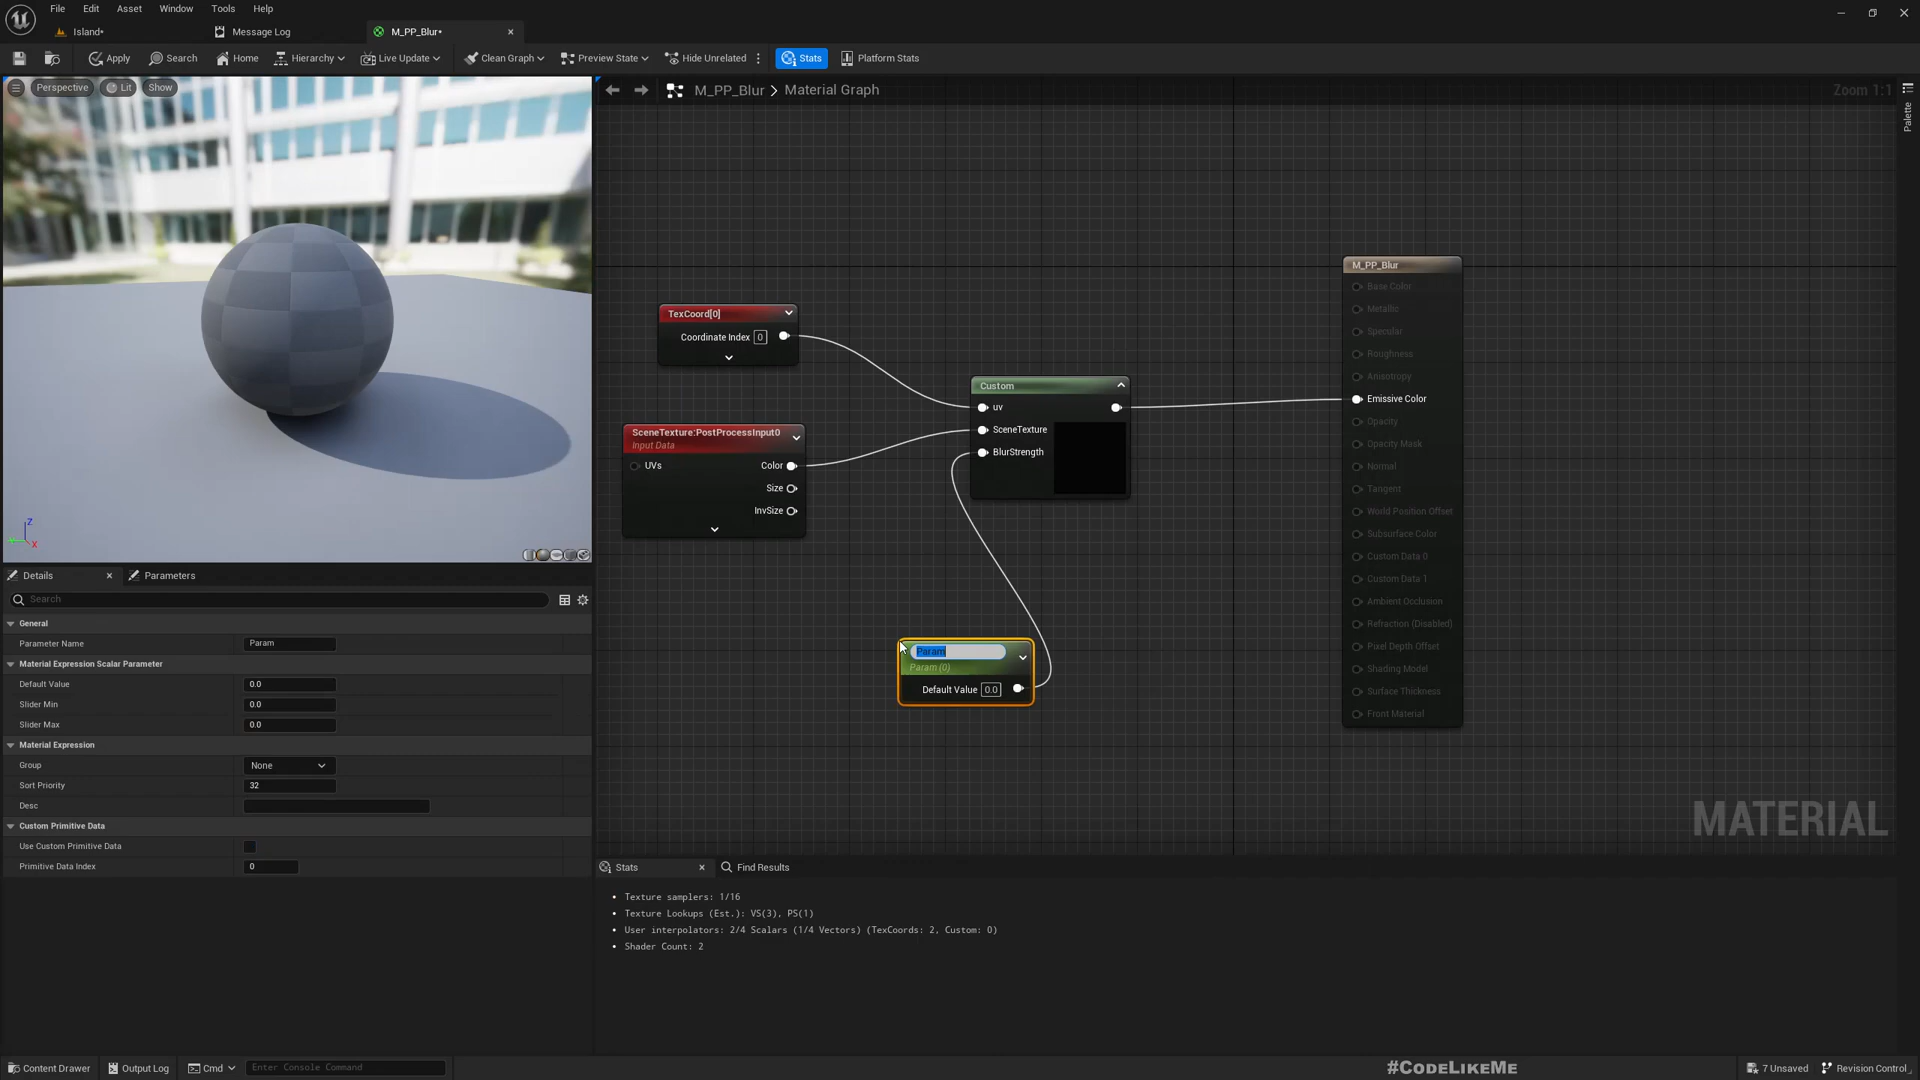 File Edit Asset Window Tools Help
Island* Message Log M_PP_Blur*
Apply Search Home Hierarchy Live Update Clean Graph Preview State Hide Unrelated Stats Platform Stats
Perspective Lit Show
M_PP_Blur > Material Graph Zoom 1:1
Palette
M_PP_Blur
Base Color
Metallic
Specular
Roughness
Anisotropy
Emissive Color
Opacity
Opacity Mask
Normal
Tangent
World Position Offset
Subsurface Color
Custom Data 0
Custom Data 1
Ambient Occlusion
Refraction (Disabled)
Pixel Depth Offset
Shading Model
Surface Thickness
Front Material
TexCoord[0]
Coordinate Index 0
Custom
uv
SceneTexture
BlurStrength
SceneTexture:PostProcessInput0
Input Data
UVs Color
Size
InvSize
Param
Param (0)
Default Value 0.0
MATERIAL
Z
X
Details Parameters
Search
General
Parameter Name Param
Material Expression Scalar Parameter
Default Value 0.0
Slider Min 0.0
Slider Max 0.0
Material Expression
Group None
Sort Priority 32
Desc
Custom Primitive Data
Use Custom Primitive Data
Primitive Data Index 0
Stats Find Results
Texture samplers: 1/16
Texture Lookups (Est.): VS(3), PS(1)
User interpolators: 2/4 Scalars (1/4 Vectors) (TexCoords: 2, Custom: 0)
Shader Count: 2
Content Drawer Output Log Cmd Enter Console Command #CODELIKEME 7 Unsaved Revision Control